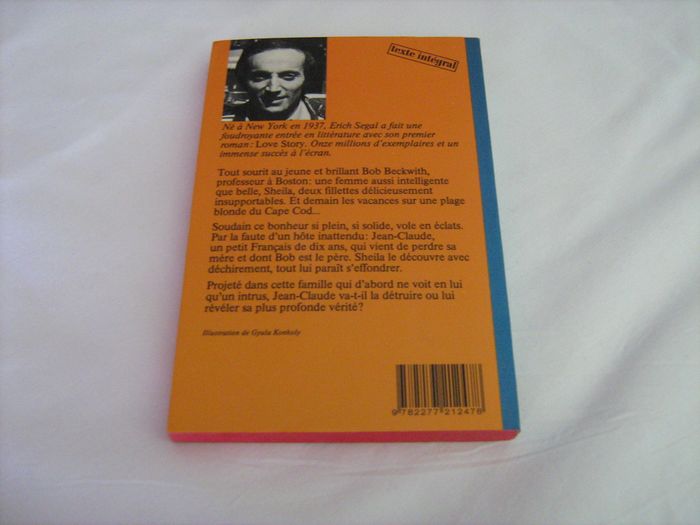 texte intégral
Né à New York en 1937, Erich Segal a fait une
foudroyante entrée en littérature avec son premier
roman : Love Story. Onze millions d'exemplaires et un
immense succès à l'écran.
Tout sourit au jeune et brillant Bob Beckwith,
professeur à Boston: une femme aussi intelligente
que belle, Sheila, deux fillettes délicieusement
insupportables. Et demain les vacances sur une plage
blonde du Cape Cod...
Soudain ce bonheur si plein, si solide, vole en éclats.
Par la faute d'un hôte inattendu: Jean-Claude,
un petit Français de dix ans, qui vient de perdre sa
mère et dont Bob est le père. Sheila le découvre avec
déchirement, tout lui paraît s'effondrer.
Projeté dans cette famille qui d'abord ne voit en lui
qu'un intrus, Jean-Claude va-t-il la détruire ou lui
révéler sa plus profonde vérité?
Illustration de Gyula Konkoly
9 782277 212478